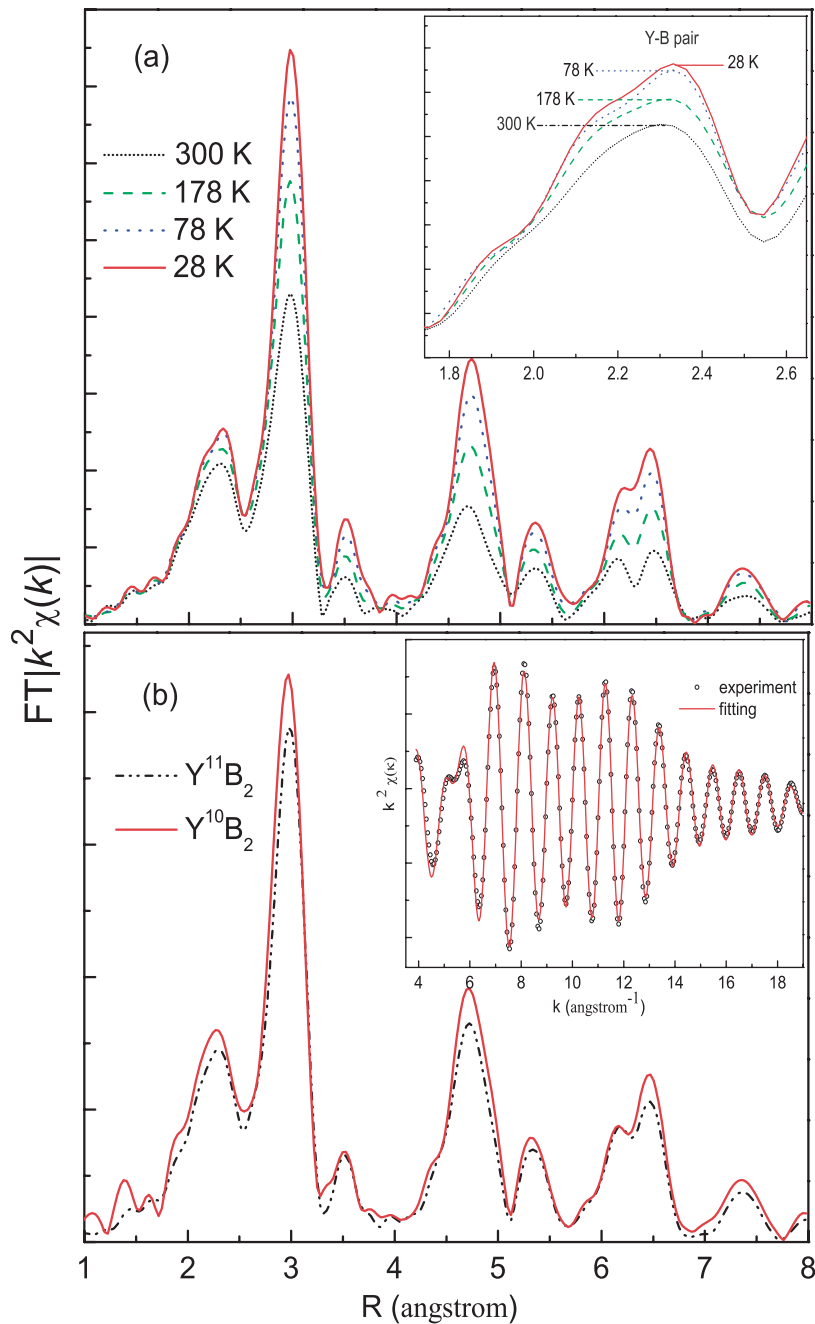 (a)
300 K
178 K
78 K
28 K
Y-B pair
28 K
78 K
178 K
300 K
1.8 2.0 2.2 2.4 2.6
FT|k²χ(k)|
(b)
Y¹¹B₂
Y¹⁰B₂
experiment
fitting
k ² χ(κ)
4 6 8 10 12 14 16 18
k (angstrom⁻¹)
1 2 3 4 5 6 7 8
R (angstrom)